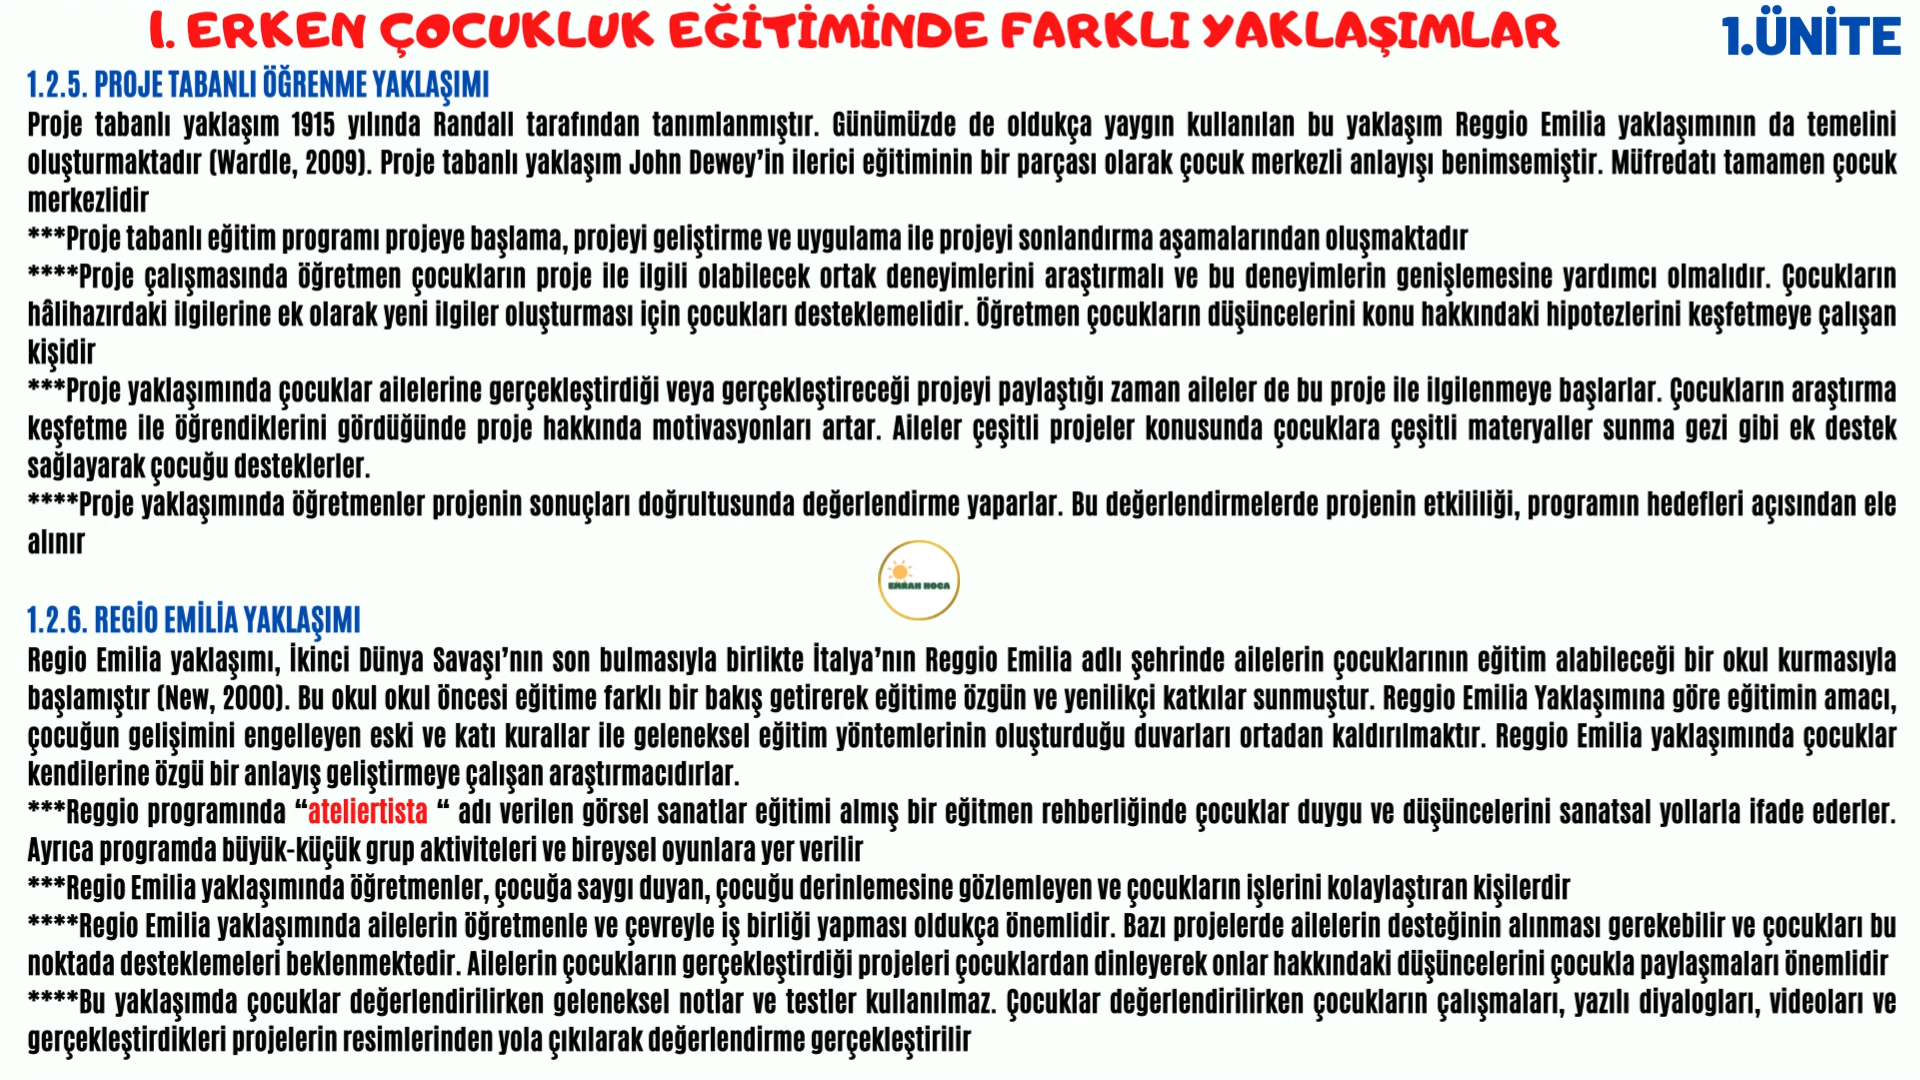 I. ERKEN ÇOCUKLUK EĞİTİMİNDE FARKLI YAKLAŞIMLAR
1.ÜNİTE
1.2.5. PROJE TABANLI ÖĞRENME YAKLAŞIMI
Proje tabanlı yaklaşım 1915 yılında Randall tarafından tanımlanmıştır. Günümüzde de oldukça yaygın kullanılan bu yaklaşım Reggio Emilia yaklaşımının da temelini
oluşturmaktadır (Wardle, 2009). Proje tabanlı yaklaşım John Dewey’in ilerici eğitiminin bir parçası olarak çocuk merkezli anlayışı benimsemiştir. Müfredatı tamamen çocuk
merkezlidir
***Proje tabanlı eğitim programı projeye başlama, projeyi geliştirme ve uygulama ile projeyi sonlandırma aşamalarından oluşmaktadır
****Proje çalışmasında öğretmen çocukların proje ile ilgili olabilecek ortak deneyimlerini araştırmalı ve bu deneyimlerin genişlemesine yardımcı olmalıdır. Çocukların
hâlihazırdaki ilgilerine ek olarak yeni ilgiler oluşturması için çocukları desteklemelidir. Öğretmen çocukların düşüncelerini konu hakkındaki hipotezlerini keşfetmeye çalışan
kişidir
***Proje yaklaşımında çocuklar ailelerine gerçekleştirdiği veya gerçekleştireceği projeyi paylaştığı zaman aileler de bu proje ile ilgilenmeye başlarlar. Çocukların araştırma
keşfetme ile öğrendiklerini gördüğünde proje hakkında motivasyonları artar. Aileler çeşitli projeler konusunda çocuklara çeşitli materyaller sunma gezi gibi ek destek
sağlayarak çocuğu desteklerler.
****Proje yaklaşımında öğretmenler projenin sonuçları doğrultusunda değerlendirme yaparlar. Bu değerlendirmelerde projenin etkililiği, programın hedefleri açısından ele
alınır
EMRAH HOCA
1.2.6. REGİO EMİLİA YAKLAŞIMI
Regio Emilia yaklaşımı, İkinci Dünya Savaşı’nın son bulmasıyla birlikte İtalya’nın Reggio Emilia adlı şehrinde ailelerin çocuklarının eğitim alabileceği bir okul kurmasıyla
başlamıştır (New, 2000). Bu okul okul öncesi eğitime farklı bir bakış getirerek eğitime özgün ve yenilikçi katkılar sunmuştur. Reggio Emilia Yaklaşımına göre eğitimin amacı,
çocuğun gelişimini engelleyen eski ve katı kurallar ile geleneksel eğitim yöntemlerinin oluşturduğu duvarları ortadan kaldırılmaktır. Reggio Emilia yaklaşımında çocuklar
kendilerine özgü bir anlayış geliştirmeye çalışan araştırmacıdırlar.
***Reggio programında “ateliertista “ adı verilen görsel sanatlar eğitimi almış bir eğitmen rehberliğinde çocuklar duygu ve düşüncelerini sanatsal yollarla ifade ederler.
Ayrıca programda büyük-küçük grup aktiviteleri ve bireysel oyunlara yer verilir
***Regio Emilia yaklaşımında öğretmenler, çocuğa saygı duyan, çocuğu derinlemesine gözlemleyen ve çocukların işlerini kolaylaştıran kişilerdir
****Regio Emilia yaklaşımında ailelerin öğretmenle ve çevreyle iş birliği yapması oldukça önemlidir. Bazı projelerde ailelerin desteğinin alınması gerekebilir ve çocukları bu
noktada desteklemeleri beklenmektedir. Ailelerin çocukların gerçekleştirdiği projeleri çocuklardan dinleyerek onlar hakkındaki düşüncelerini çocukla paylaşmaları önemlidir
****Bu yaklaşımda çocuklar değerlendirilirken geleneksel notlar ve testler kullanılmaz. Çocuklar değerlendirilirken çocukların çalışmaları, yazılı diyalogları, videoları ve
gerçekleştirdikleri projelerin resimlerinden yola çıkılarak değerlendirme gerçekleştirilir